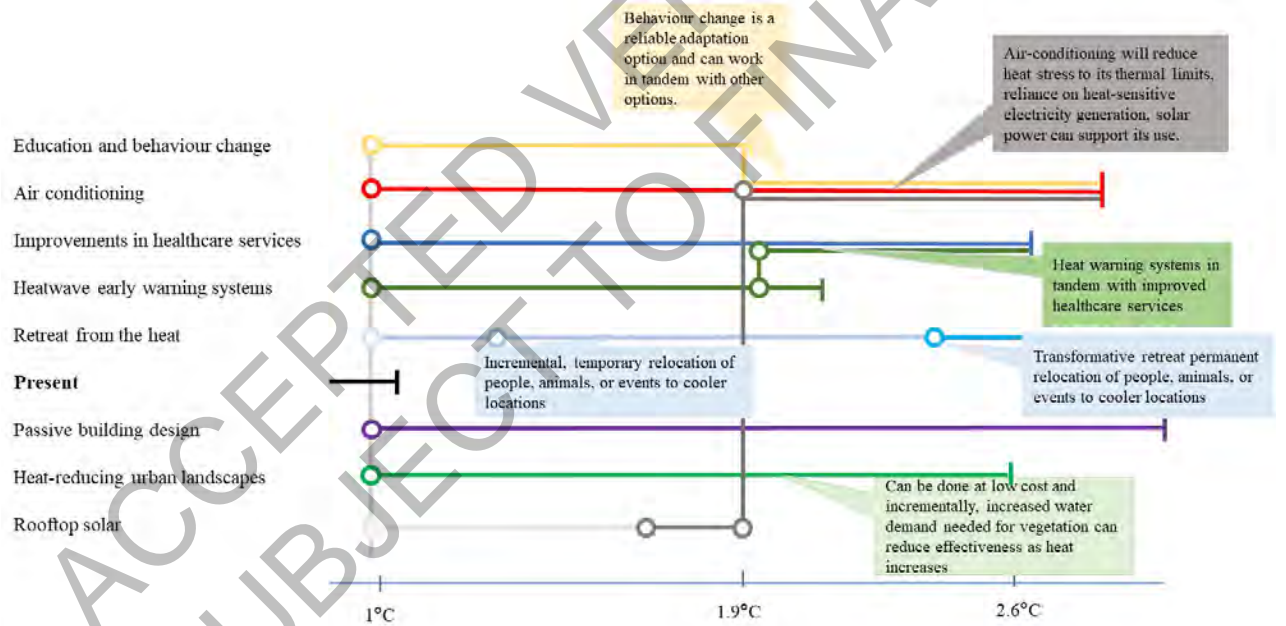 Behaviour change is a
reliable adaptation
option and can work
in tandem with other
options.
Air-conditioning will reduce
heat stress to its thermal limits,
reliance on heat-sensitive
electricity generation, solar
power can support its use.
Education and behaviour change
Air conditioning
Improvements in healthcare services
Heatwave early warning systems
Heat warning systems in
tandem with improved
healthcare services
Retreat from the heat
Incremental, temporary relocation of
people, animals, or events to cooler
locations
Transformative retreat permanent
relocation of people, animals, or
events to cooler locations
Present
Passive building design
Heat-reducing urban landscapes
Can be done at low cost and
incrementally, increased water
demand needed for vegetation can
reduce effectiveness as heat
increases
Rooftop solar
1°C
1.9°C
2.6°C
ACCEPTED
SUBJECT TO